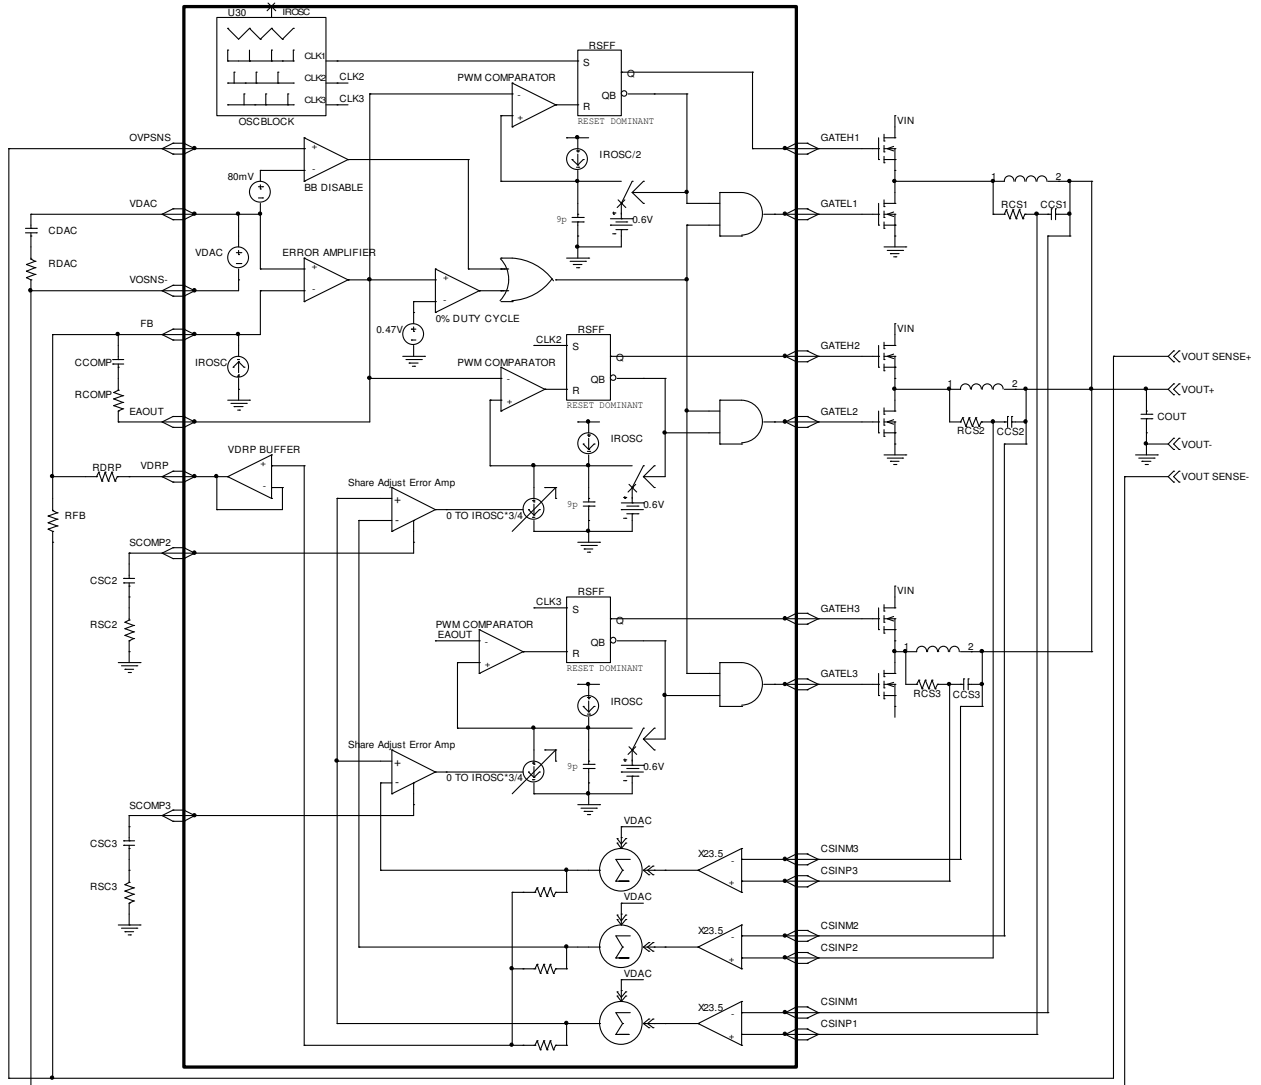 U30
IROSC
CLK1
CLK2
CLK2
CLK3
CLK3
OSCBLOCK
RSFF
S
Q
QB
R
RESET DOMINANT
PWM COMPARATOR
-
+
IROSC/2
9p
0.6V
OVPSNS
80mV
BB DISABLE
VDAC
CDAC
RDAC
VDAC
ERROR AMPLIFIER
VOSNS-
0% DUTY CYCLE
0.47V
FB
CCOMP
IROSC
RCOMP
EAOUT
VDRP BUFFER
RDRP
VDRP
RFB
SCOMP2
CSC2
RSC2
SCOMP3
CSC3
RSC3
CLK2
RSFF
S
Q
QB
R
RESET DOMINANT
PWM COMPARATOR
IROSC
9p
0.6V
Share Adjust Error Amp
0 TO IROSC*3/4
CLK3
RSFF
S
Q
QB
R
RESET DOMINANT
PWM COMPARATOR
EAOUT
IROSC
9p
0.6V
Share Adjust Error Amp
0 TO IROSC*3/4
VDAC
Σ
X23.5
VDAC
Σ
X23.5
VDAC
Σ
X23.5
GATEH1
VIN
GATEL1
1
2
RCS1
CCS1
GATEH2
VIN
GATEL2
1
2
RCS2
CCS2
GATEH3
VIN
GATEL3
1
2
RCS3
CCS3
VOUT SENSE+
VOUT+
COUT
VOUT-
VOUT SENSE-
CSINM3
CSINP3
CSINM2
CSINP2
CSINM1
CSINP1